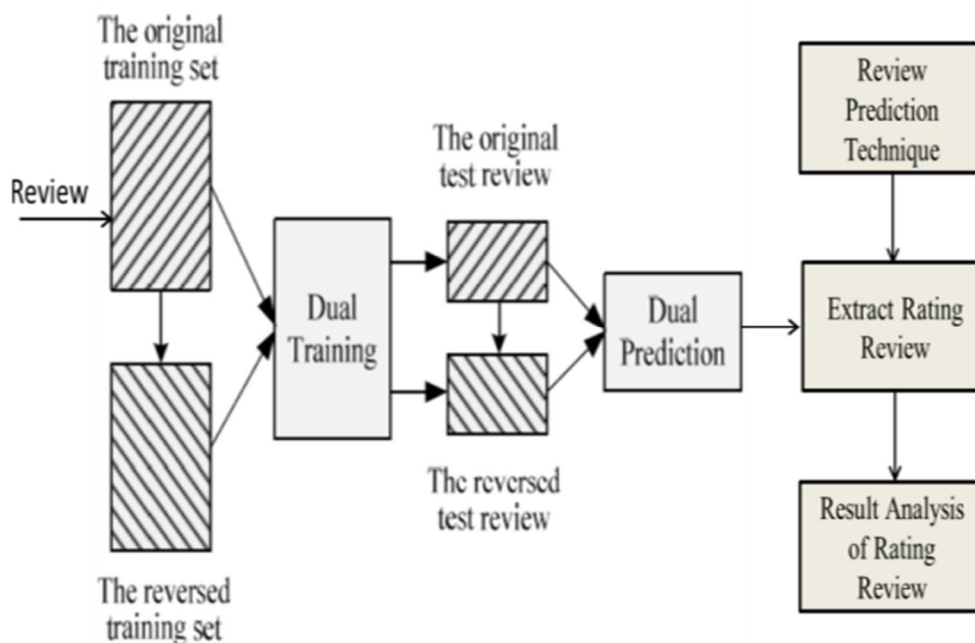 The original
training set
Review
The reversed
training set
Dual
Training
The original
test review
The reversed
test review
Dual
Prediction
Review
Prediction
Technique
Extract Rating
Review
Result Analysis
of Rating
Review